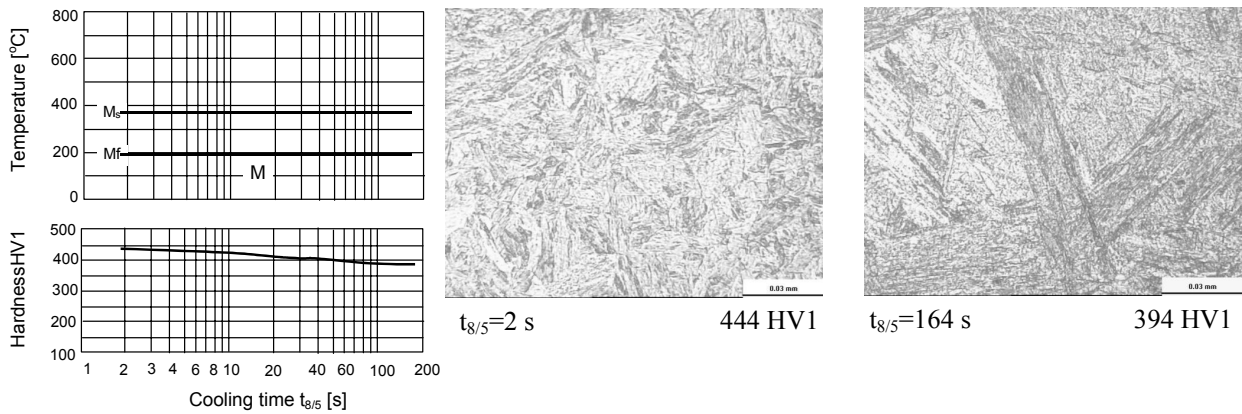 Temperature [°C]
800
600
400
200
0
Ms
Mf
M
HardnessHV1
500
400
300
200
100
1 2 3 4 6 8 10 20 40 60 100 200
Cooling time t8/5 [s]
0.03 mm
t8/5=2 s 444 HV1
0.03 mm
t8/5=164 s 394 HV1